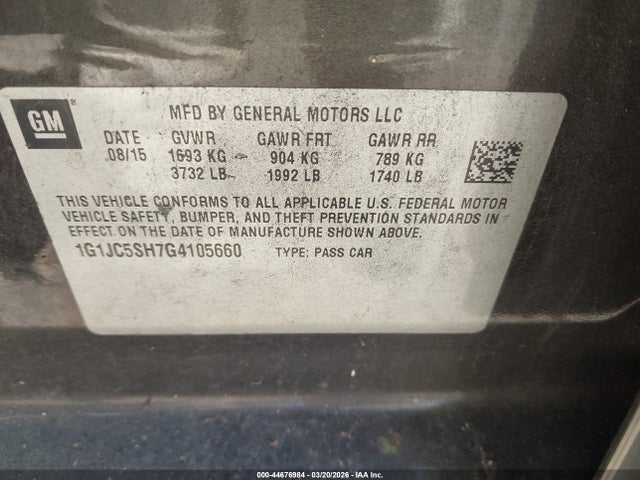 GM
MFD BY GENERAL MOTORS LLC
DATE GVWR GAWR FRT GAWR RR
08/15 1693 KG 904 KG 789 KG
3732 LB 1992 LB 1740 LB
THIS VEHICLE CONFORMS TO ALL APPLICABLE U.S. FEDERAL MOTOR
VEHICLE SAFETY, BUMPER, AND THEFT PREVENTION STANDARDS IN
EFFECT ON THE DATE OF MANUFACTURE SHOWN ABOVE.
1G1JC5SH7G4105660 TYPE: PASS CAR
000-44676984 - 03/20/2026 - IAA Inc.